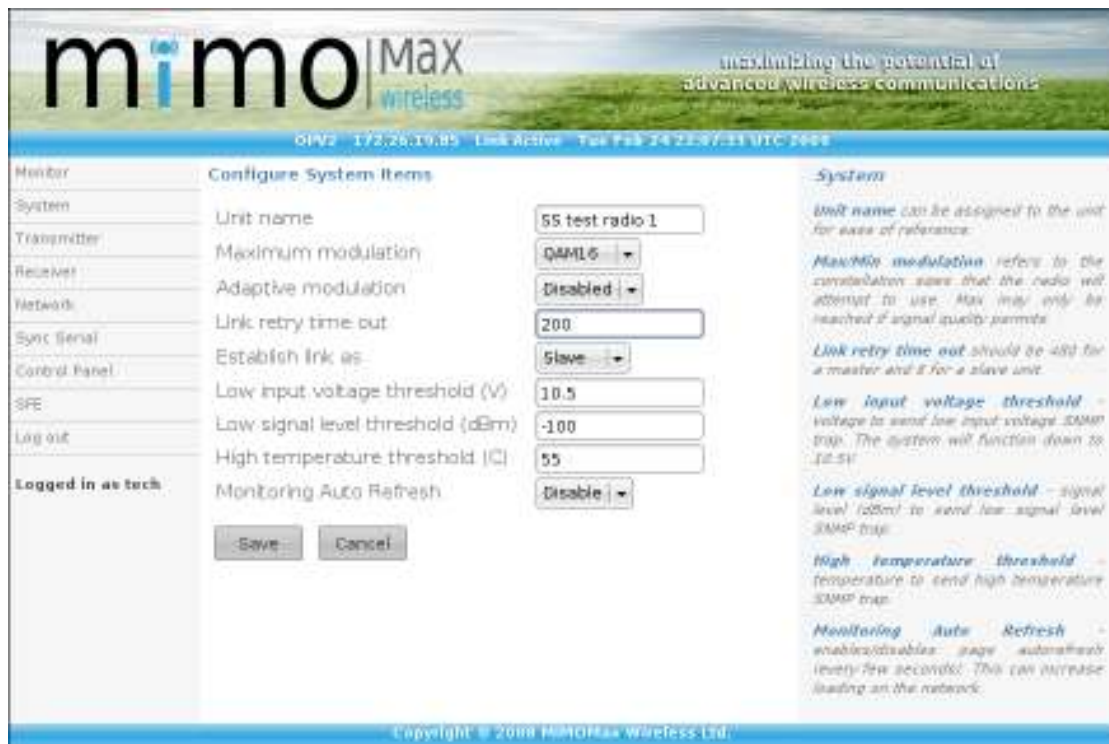 mimo Max
wireless
maximizing the potential of
advanced wireless communications
OPV2 172.26.19.85 Link Active Tue Feb 24 22:07:33 UTC
Monitor
System
Transmitter
Receiver
Network
Sync Serial
Control Panel
SFE
Log out
Logged in as tech
Configure System Items
Unit name
SS test radio 1
Maximum modulation
QAM16
Adaptive modulation
Disabled
Link retry time out
200
Establish link as
Slave
Low input voltage threshold (V)
10.5
Low signal level threshold (dBm)
-100
High temperature threshold (C)
55
Monitoring Auto Refresh
Disable
Save Cancel
System
Unit name can be assigned to the unit
for ease of reference
Max/Min modulation refers to the
constellation sizes that the radio will
attempt to use. Max may only be
reached if signal quality permits
Link retry time out should be for
a master and for a slave unit
Low input voltage threshold -
voltage to send low input voltage SNMP
trap. The system will function down to
10.5V
Low signal level threshold - signal
level (dBm) to send low signal level
SNMP trap
High temperature threshold -
temperature to send high temperature
SNMP trap
Monitoring Auto Refresh -
enables/disables page autorefresh
(every few seconds). This can increase
loading on the network
Copyright © 2008 MiMOMax Wireless Ltd.